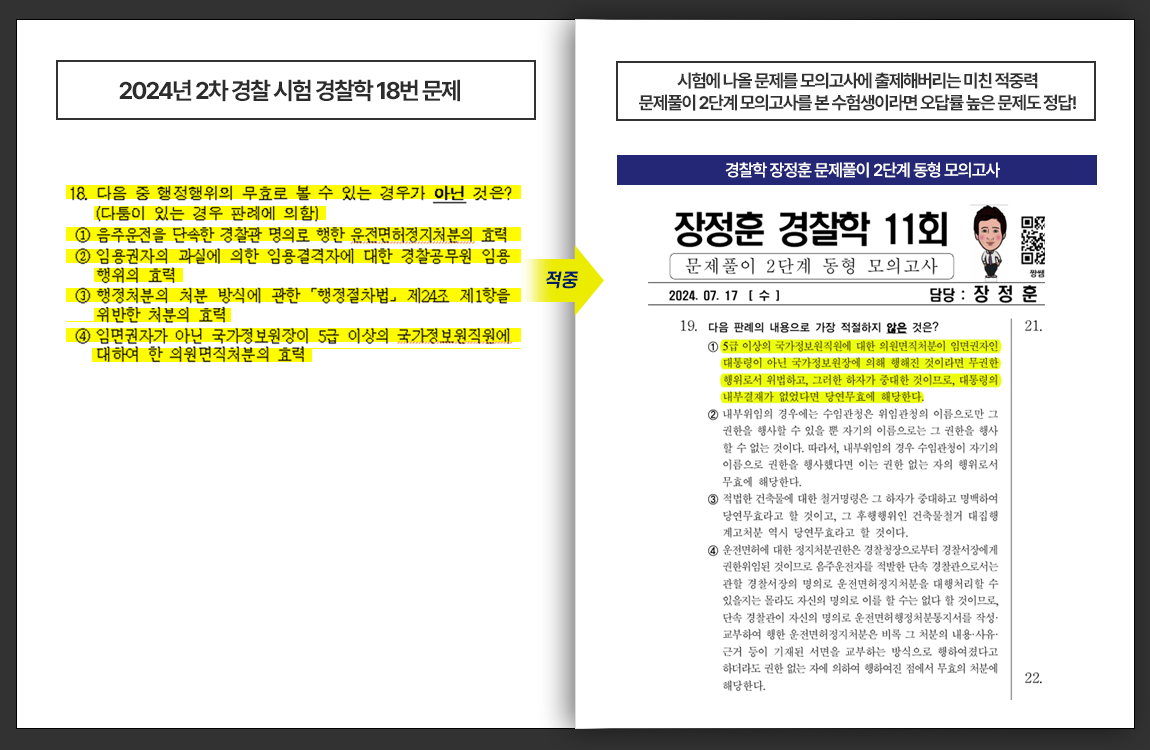 2024년 2차 경찰 시험 경찰학 18번 문제
18. 다음 중 행정행위의 무효로 볼 수 있는 경우가 아닌 것은?
(다툼이 있는 경우 판례에 의함)
① 음주운전을 단속한 경찰관 명의로 행한 운전면허정지처분의 효력
② 임용권자의 과실에 의한 임용결격자에 대한 경찰공무원 임용
행위의 효력
③ 행정처분의 처분 방식에 관한 「행정절차법」 제24조 제1항을
위반한 처분의 효력
④ 임면권자가 아닌 국가정보원장이 5급 이상의 국가정보원직원에
대하여 한 의원면직처분의 효력
적중
시험에 나올 문제를 모의고사에 출제해버리는 미친 적중력
문제풀이 2단계 모의고사를 본 수험생이라면 오답률 높은 문제도 정답!
경찰학 장정훈 문제풀이 2단계 동형 모의고사
장정훈 경찰학 11회
문제풀이 2단계 동형 모의고사
짱쌤
2024. 07. 17 [ 수 ]
담당 : 장 정 훈
19. 다음 판례의 내용으로 가장 적절하지 않은 것은?
① 5급 이상의 국가정보원직원에 대한 의원면직처분이 임면권자인
대통령이 아닌 국가정보원장에 의해 행해진 것이라면 무권한
행위로서 위법하고, 그러한 하자가 중대한 것이므로, 대통령의
내부결재가 없었다면 당연무효에 해당한다.
② 내부위임의 경우에는 수임관청은 위임관청의 이름으로만 그
권한을 행사할 수 있을 뿐 자기의 이름으로는 그 권한을 행사
할 수 없는 것이다. 따라서, 내부위임의 경우 수임관청이 자기의
이름으로 권한을 행사했다면 이는 권한 없는 자의 행위로서
무효에 해당한다.
③ 적법한 건축물에 대한 철거명령은 그 하자가 중대하고 명백하여
당연무효라고 할 것이고, 그 후행행위인 건축물철거 대집행
계고처분 역시 당연무효라고 할 것이다.
④ 운전면허에 대한 정지처분권한은 경찰청장으로부터 경찰서장에게
권한위임된 것이므로 음주운전자를 적발한 단속 경찰관으로서는
관할 경찰서장의 명의로 운전면허정지처분을 대행처리할 수
있을지는 몰라도 자신의 명의로 이를 할 수는 없다 할 것이므로,
단속 경찰관이 자신의 명의로 운전면허행정처분통지서를 작성·
교부하여 행한 운전면허정지처분은 비록 그 처분의 내용·사유·
근거 등이 기재된 서면을 교부하는 방식으로 행하여졌다고
하더라도 권한 없는 자에 의하여 행하여진 점에서 무효의 처분에
해당한다.
21.
22.